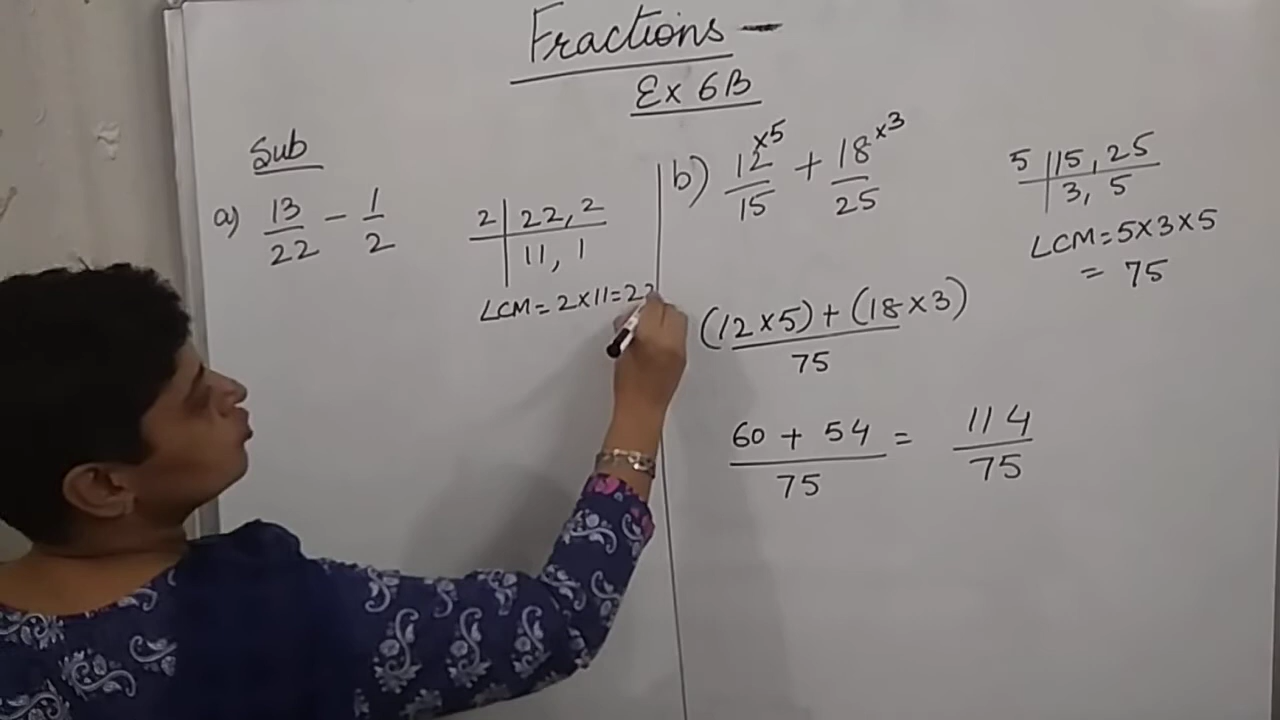 Fractions –
Ex 6B
Sub
a) 13/22 - 1/2
2 | 22, 2
11, 1
LCM = 2×11=22
b) 12×5/15 + 18×3/25
5 | 15, 25
3, 5
LCM = 5×3×5
= 75
(12×5) + (18×3)
75
60 + 54 = 114
75 75